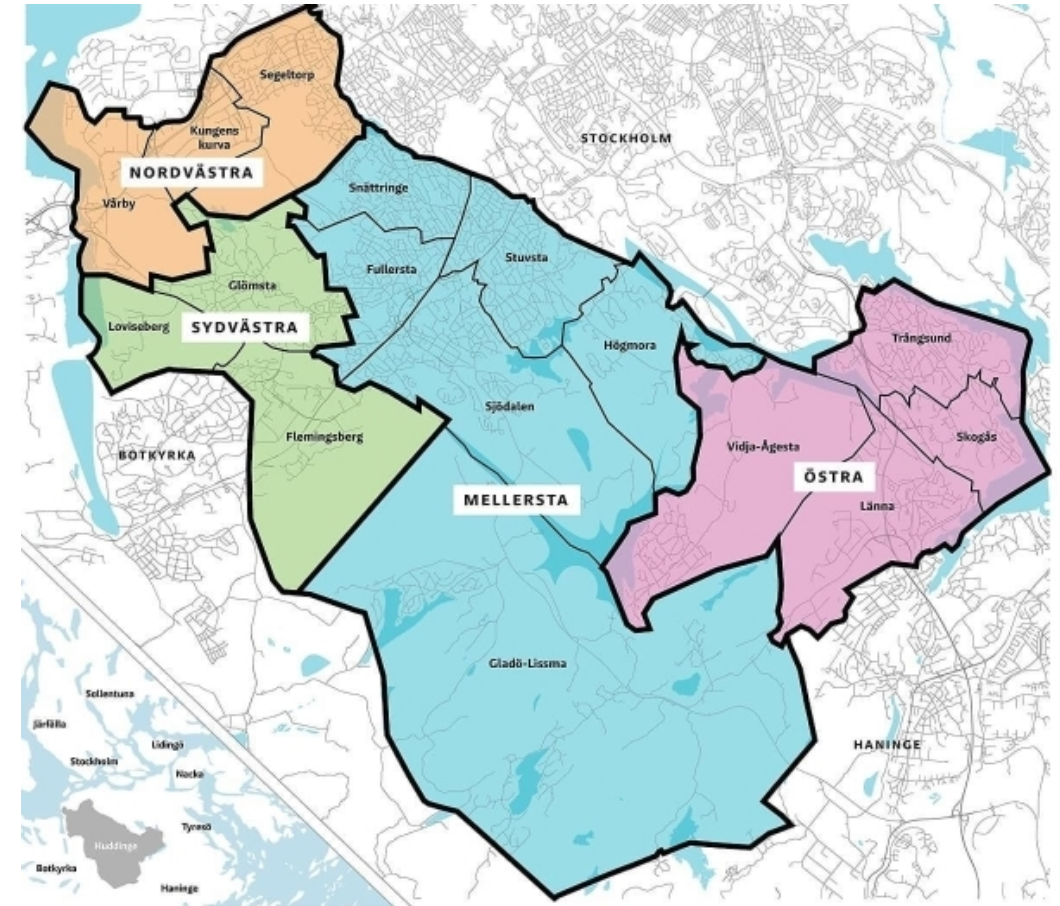 Segeltorp
Kungens
kurva
STOCKHOLM
NORDVÄSTRA
Snättringe
Vårby
Stuvsta
Fullersta
Glömsta
Loviseberg
SYDVÄSTRA
Högmora
Trångsund
Sjödalen
Flemingsberg
Vidja-Ågesta
Skogås
BOTKYRKA
ÖSTRA
MELLERSTA
Länna
Gladö-Lissma
HANINGE
Sollentuna
Järfälla
Lidingö
Stockholm
Nacka
Tyresö
Huddinge
Botkyrka
Haninge